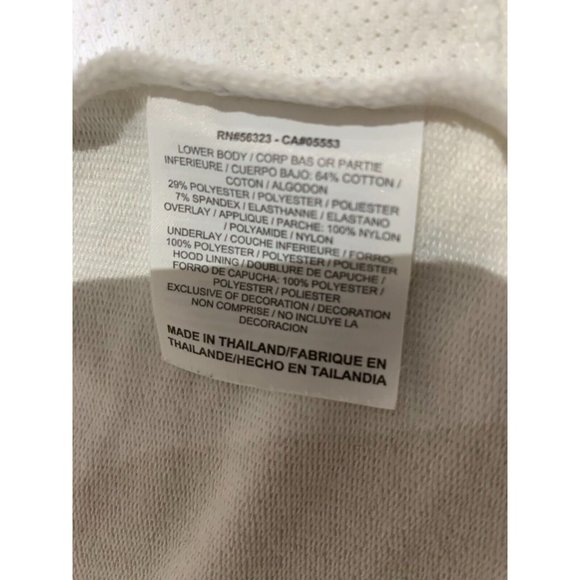 RN#56323 - CA#05553
LOWER BODY / CORP BAS OR PARTIE
INFERIEURE / CUERPO BAJO: 64% COTTON /
COTON / ALGODON
29% POLYESTER / POLYESTER / POLIESTER
7% SPANDEX / ELASTHANNE / ELASTANO
OVERLAY / APPLIQUE / PARCHE: 100% NYLON
/ POLYAMIDE / NYLON
UNDERLAY / COUCHE INFERIEURE / FORRO:
100% POLYESTER / POLYESTER / POLIESTER
HOOD LINING / DOUBLURE DE CAPUCHE /
FORRO DE CAPUCHA: 100% POLYESTER /
POLYESTER / POLIESTER
EXCLUSIVE OF DECORATION / DECORATION
NON COMPRISE / NO INCLUYE LA
DECORACION
MADE IN THAILAND/FABRIQUE EN
THAILANDE/HECHO EN TAILANDIA